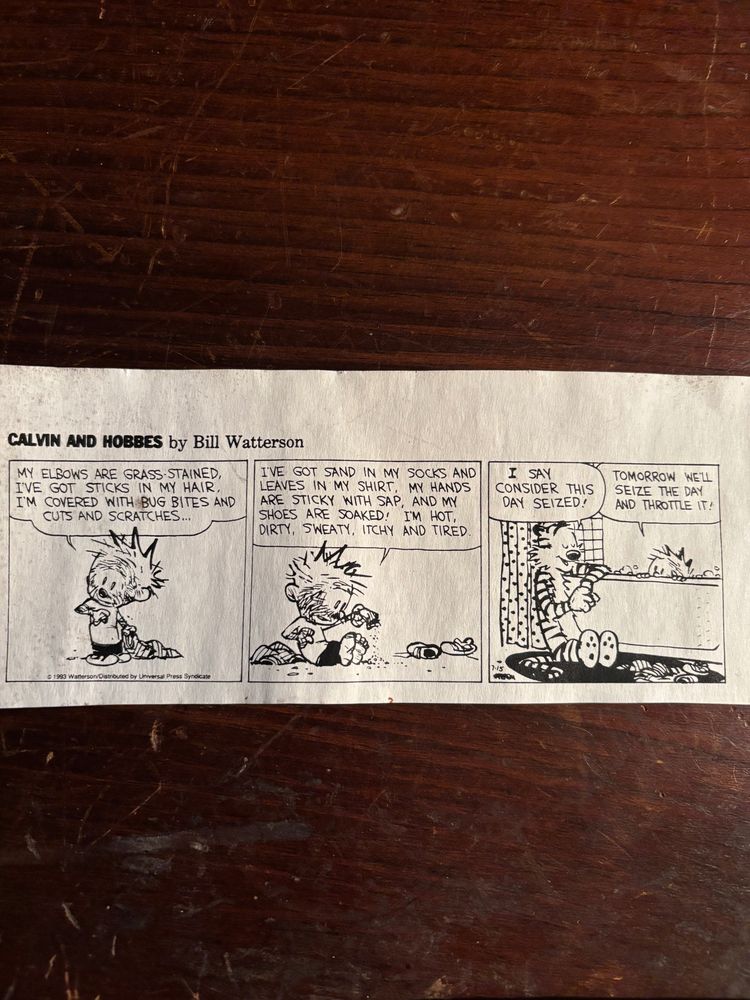 CALVIN AND HOBBES by Bill Watterson
MY ELBOWS ARE GRASS-STAINED,
I'VE GOT STICKS IN MY HAIR,
I'M COVERED WITH BUG BITES AND
CUTS AND SCRATCHES...
© 1993 Watterson/Distributed by Universal Press Syndicate
I'VE GOT SAND IN MY SOCKS AND
LEAVES IN MY SHIRT, MY HANDS
ARE STICKY WITH SAP, AND MY
SHOES ARE SOAKED! I'M HOT,
DIRTY, SWEATY, ITCHY AND TIRED.
I SAY
CONSIDER THIS
DAY SEIZED!
TOMORROW WE'LL
SEIZE THE DAY
AND THROTTLE IT!
7-15